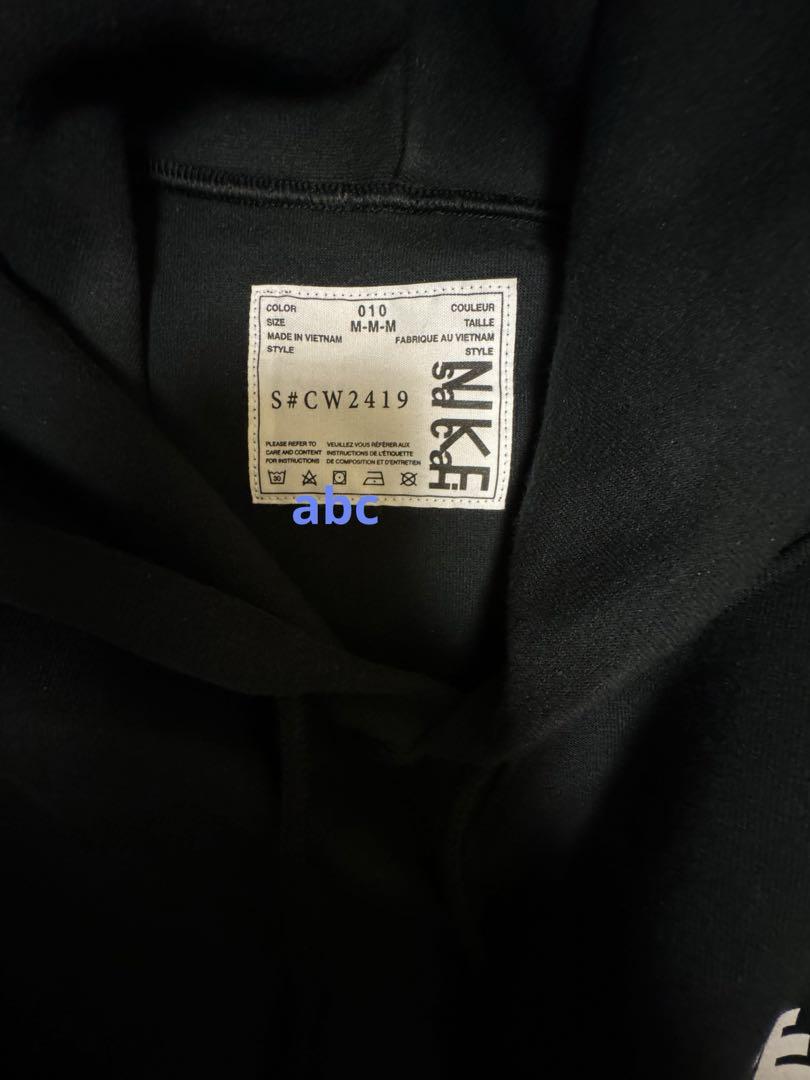 COLOR 010 COULEUR
SIZE M-M-M TAILLE
MADE IN VIETNAM FABRIQUE AU VIETNAM
STYLE STYLE
S#CW2419
NIKE
sacai
PLEASE REFER TO VEUILLEZ VOUS RÉFÉRER AUX
CARE AND CONTENT INSTRUCTIONS DE L'ÉTIQUETTE
FOR INSTRUCTIONS DE COMPOSITION ET D'ENTRETIEN
30
abc